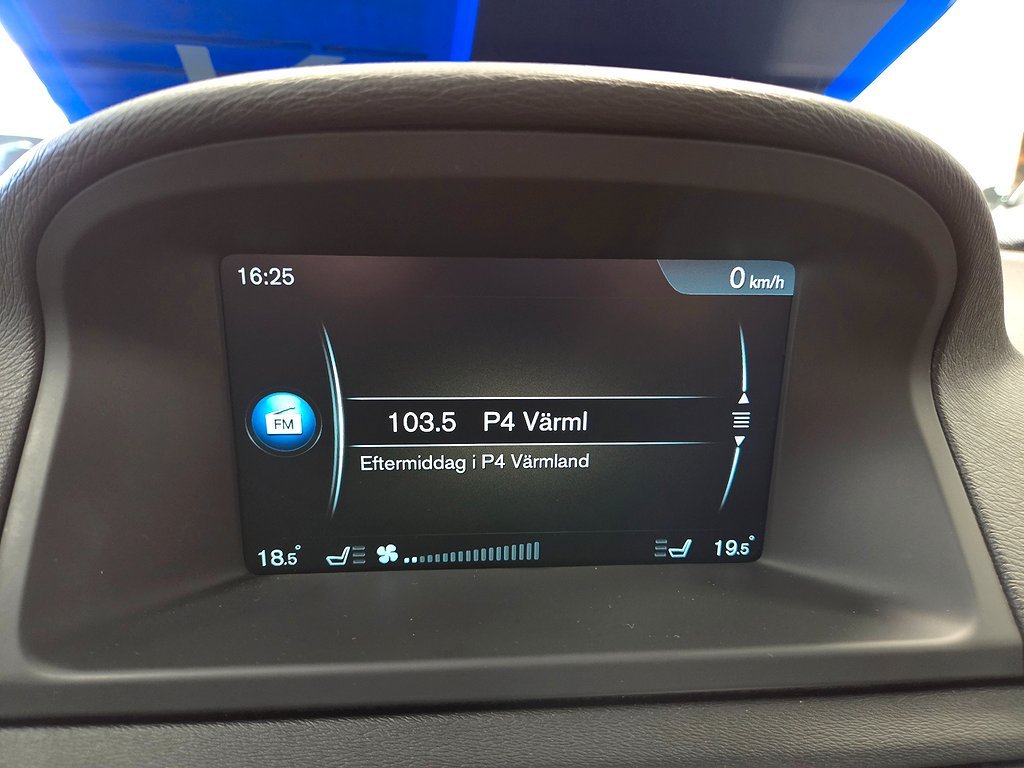 16:25
0 km/h
FM
103.5 P4 Värml
Eftermiddag i P4 Värmland
18.5°
19.5°